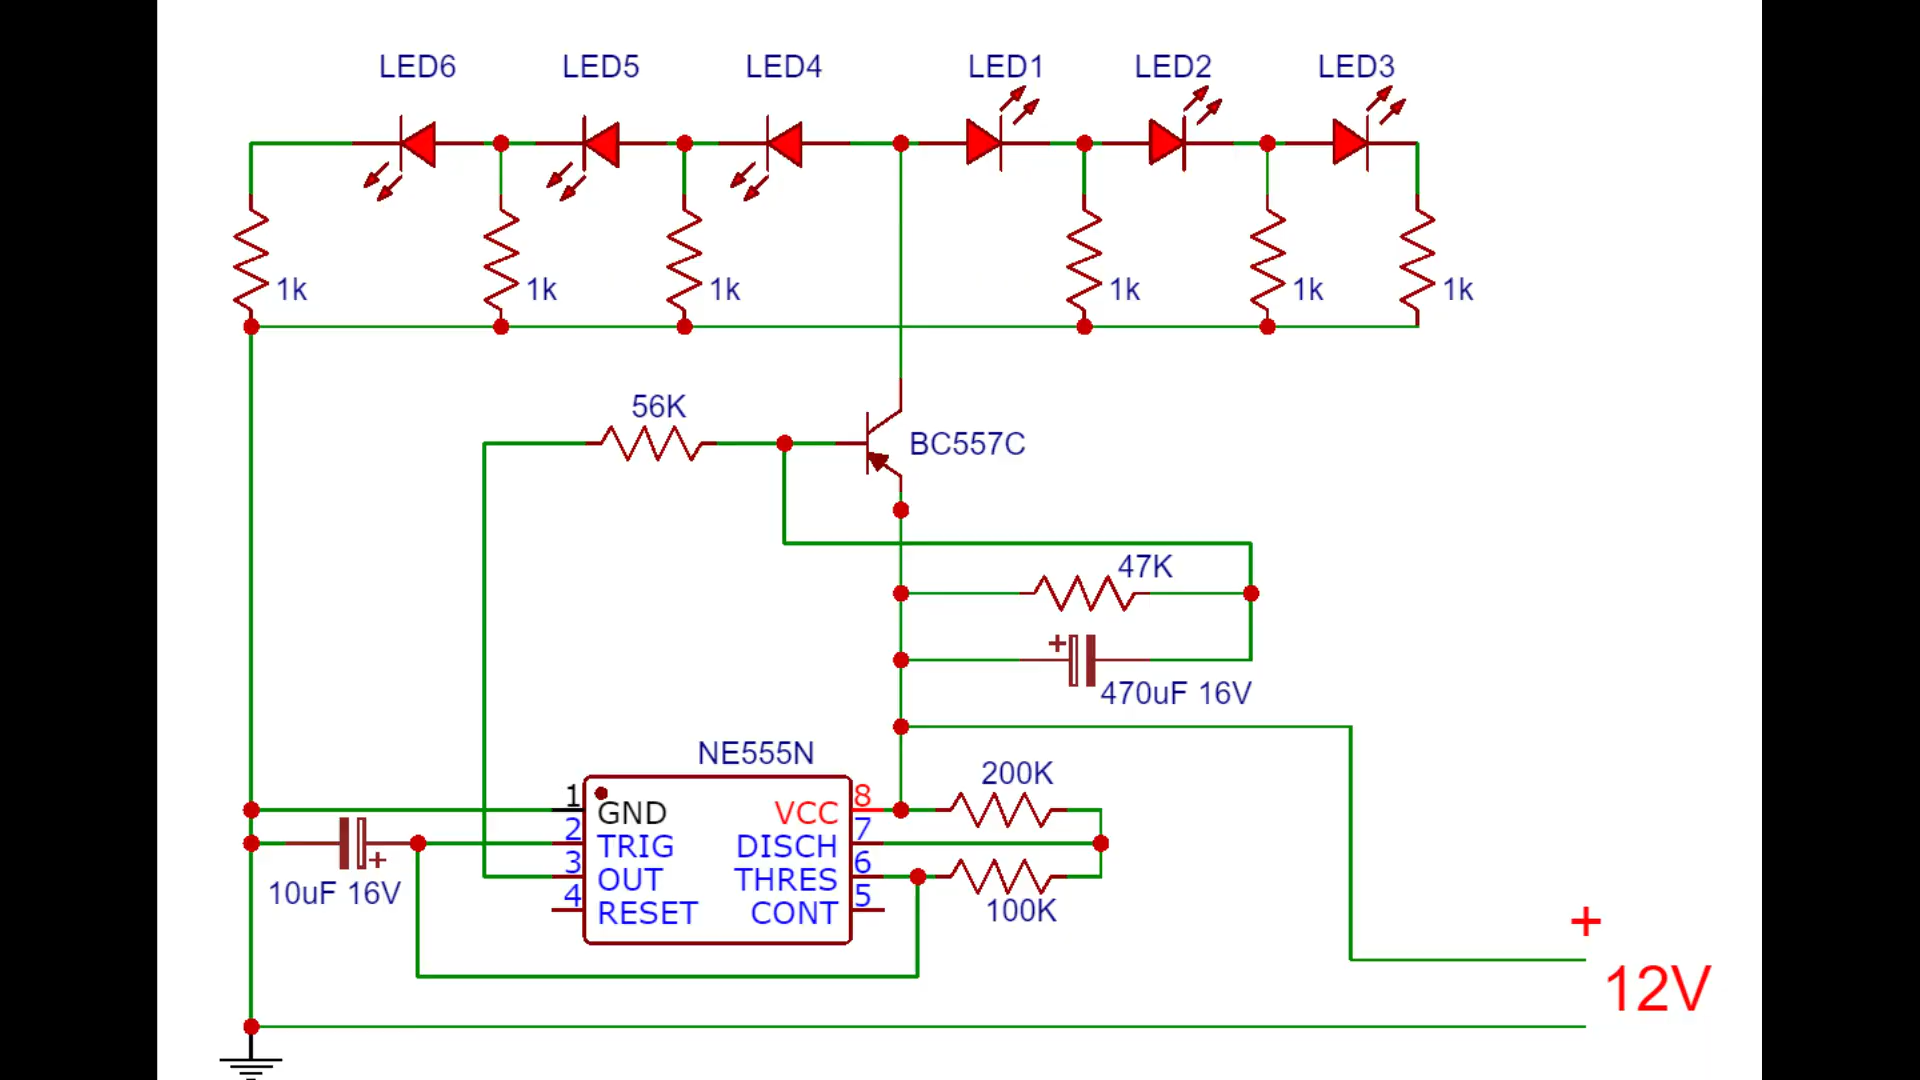 LED6 LED5 LED4 LED1 LED2 LED3
1k 1k 1k 1k 1k 1k
56K
BC557C
47K
+
470uF 16V
NE555N
200K
1 GND VCC 8
2 TRIG DISCH 7
3 OUT THRES 6
4 RESET CONT 5
+
10uF 16V
100K
+
12V